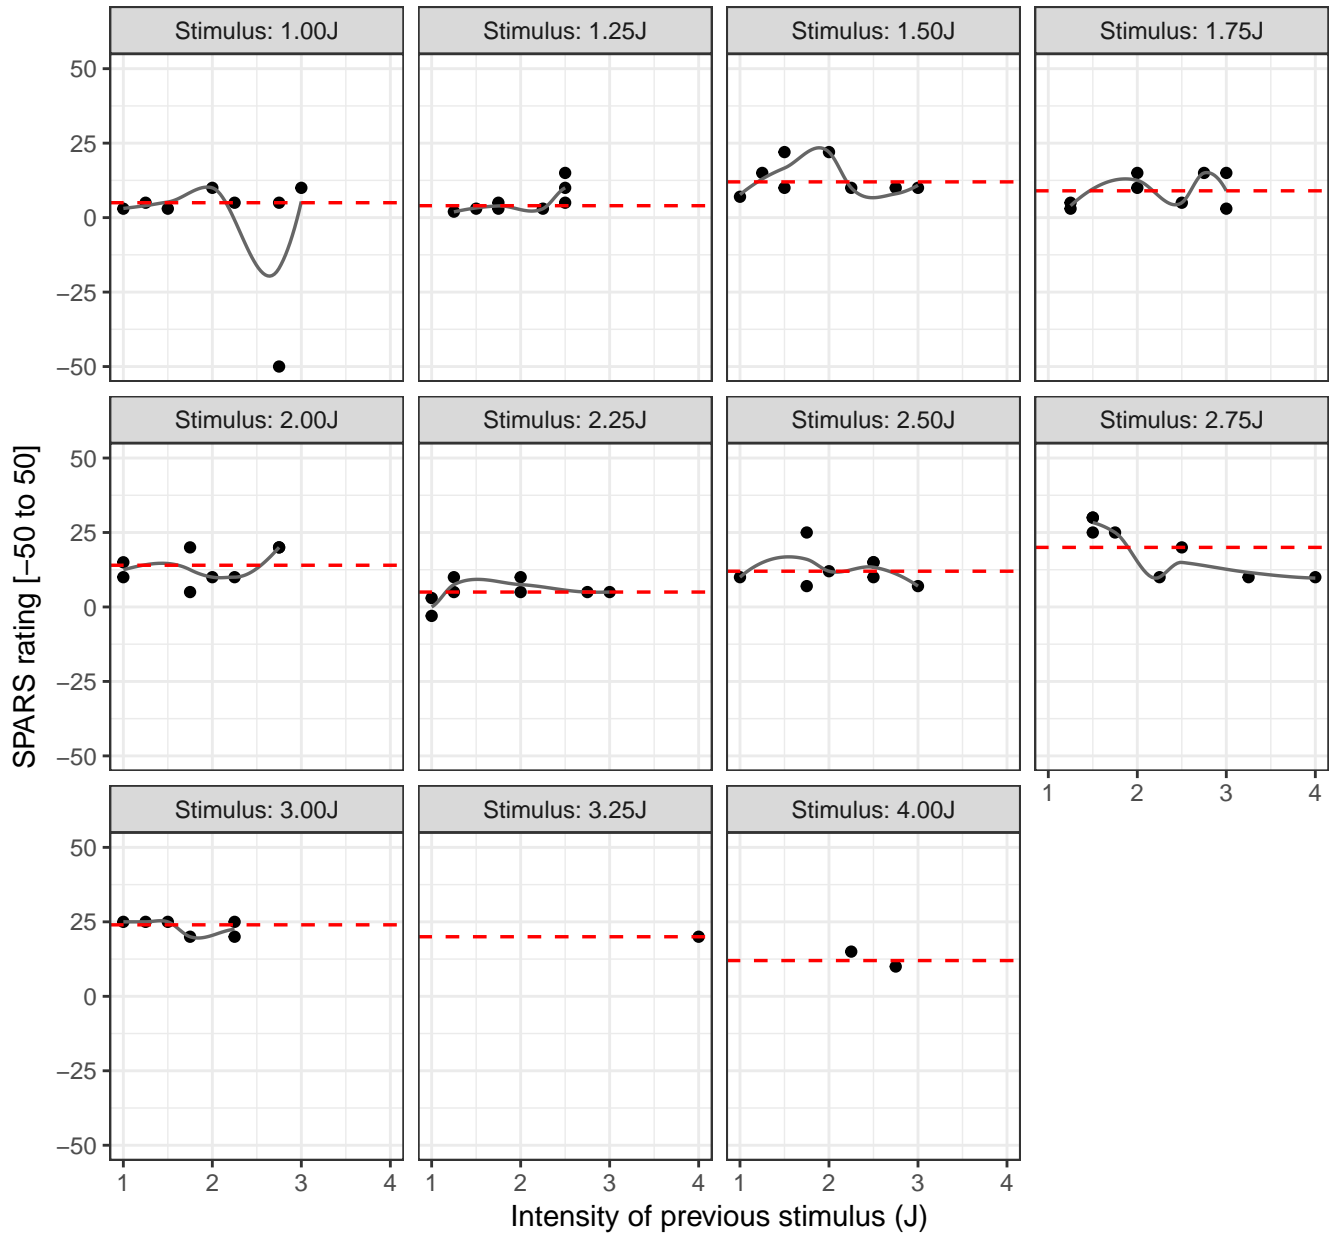 Stimulus: 1.00J
Stimulus: 1.25J
Stimulus: 1.50J
Stimulus: 1.75J
50
25
0
−25
−50
Stimulus: 2.00J
Stimulus: 2.25J
Stimulus: 2.50J
Stimulus: 2.75J
50
25
0
−25
−50
1 2 3 4
Stimulus: 3.00J
Stimulus: 3.25J
Stimulus: 4.00J
50
25
0
−25
−50
1 2 3 4
1 2 3 4
1 2 3 4
Intensity of previous stimulus (J)
SPARS rating [−50 to 50]